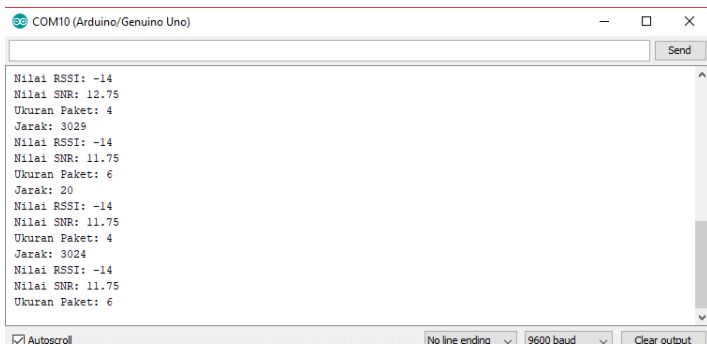 COM10 (Arduino/Genuino Uno)
Send
Nilai RSSI: -14
Nilai SNR: 12.75
Ukuran Paket: 4
Jarak: 3029
Nilai RSSI: -14
Nilai SNR: 11.75
Ukuran Paket: 6
Jarak: 20
Nilai RSSI: -14
Nilai SNR: 11.75
Ukuran Paket: 4
Jarak: 3024
Nilai RSSI: -14
Nilai SNR: 11.75
Ukuran Paket: 6
Autoscroll No line ending 9600 baud Clear output